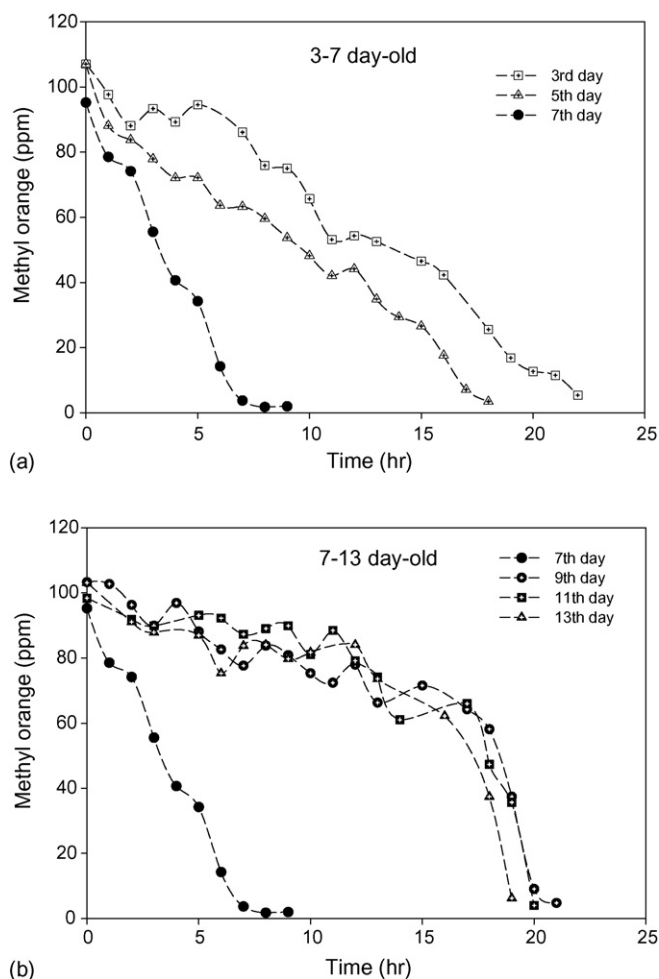 120
3-7 day-old
100
3rd day
5th day
80
7th day
60
40
20
0
Methyl orange (ppm)
0 5 10 15 20 25
(a)
Time (hr)
120
7-13 day-old
7th day
100
9th day
11th day
80
13th day
60
40
20
0
Methyl orange (ppm)
0 5 10 15 20 25
(b)
Time (hr)